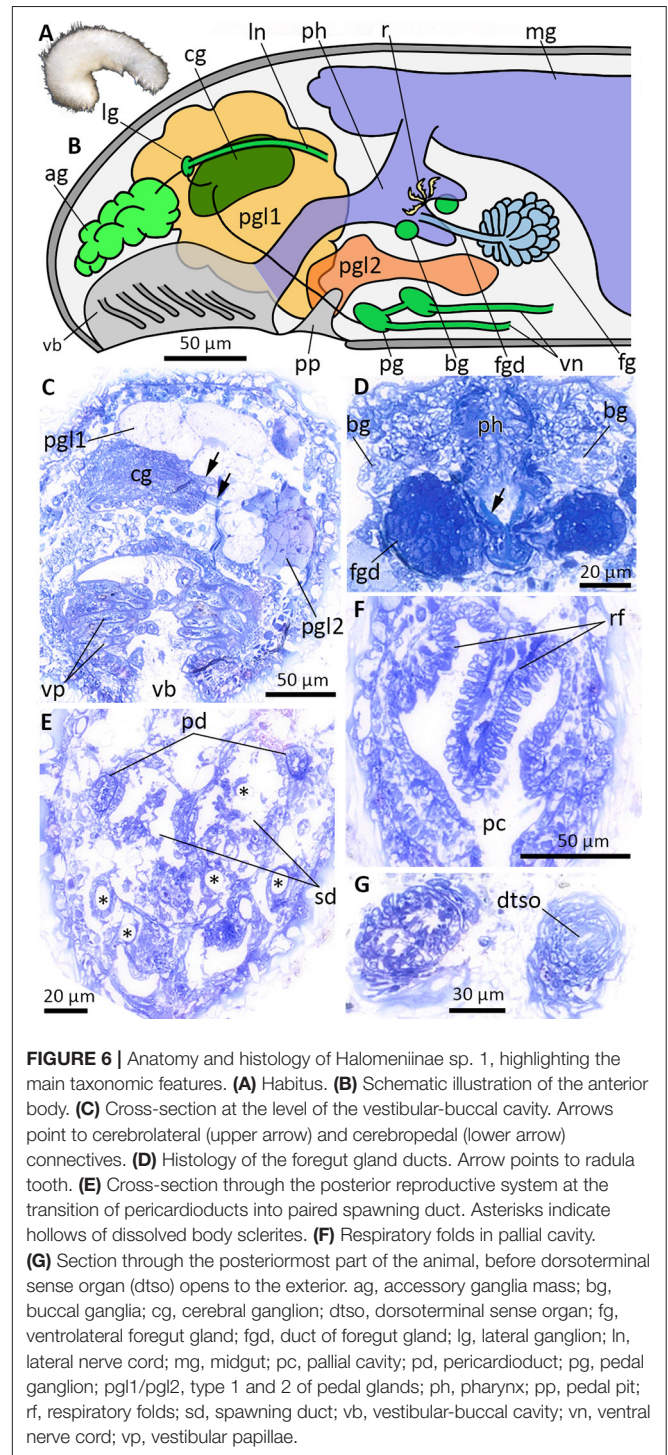 A
ln
ph
r
mg
cg
lg
B
ag
pgl1
pgl2
vb
50 µm
pp
pg
bg
fgd
vn
fg
C
pgl1
cg
pgl2
vp
vb
50 µm
D
bg
ph
bg
fgd
20 µm
E
pd
*
*
*
*
*
sd
20 µm
F
rf
pc
50 µm
G
dtso
30 µm
FIGURE 6 | Anatomy and histology of Halomeniinae sp. 1, highlighting the
main taxonomic features. (A) Habitus. (B) Schematic illustration of the anterior
body. (C) Cross-section at the level of the vestibular-buccal cavity. Arrows
point to cerebrolateral (upper arrow) and cerebropedal (lower arrow)
connectives. (D) Histology of the foregut gland ducts. Arrow points to radula
tooth. (E) Cross-section through the posterior reproductive system at the
transition of pericardioducts into paired spawning duct. Asterisks indicate
hollows of dissolved body sclerites. (F) Respiratory folds in pallial cavity.
(G) Section through the posteriormost part of the animal, before dorsoterminal
sense organ (dtso) opens to the exterior. ag, accessory ganglia mass; bg,
buccal ganglia; cg, cerebral ganglion; dtso, dorsoterminal sense organ; fg,
ventrolateral foregut gland; fgd, duct of foregut gland; lg, lateral ganglion; ln,
lateral nerve cord; mg, midgut; pc, pallial cavity; pd, pericardioduct; pg, pedal
ganglion; pgl1/pgl2, type 1 and 2 of pedal glands; ph, pharynx; pp, pedal pit;
rf, respiratory folds; sd, spawning duct; vb, vestibular-buccal cavity; vn, ventral
nerve cord; vp, vestibular papillae.